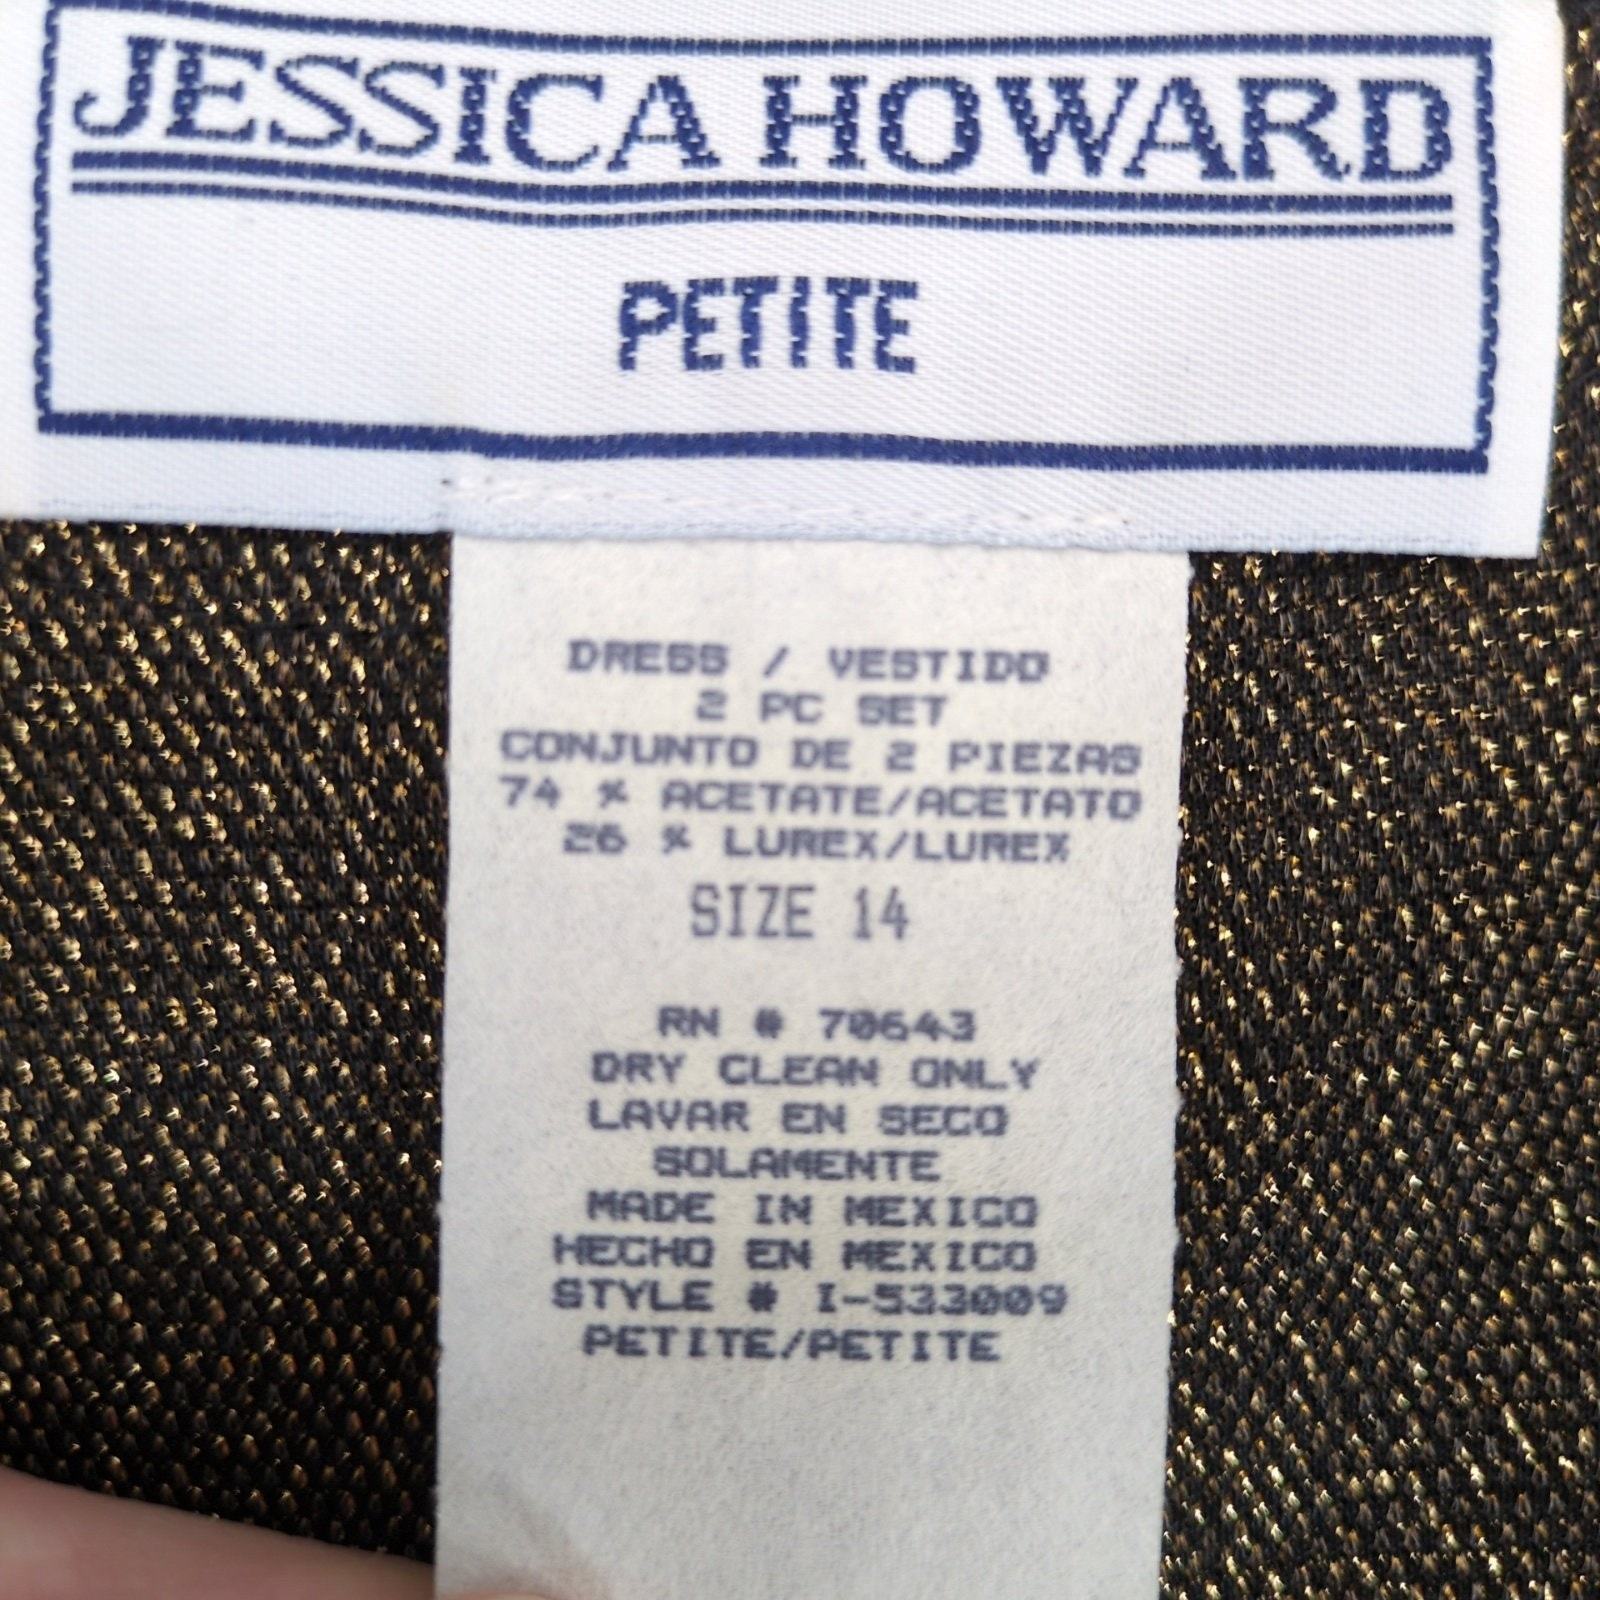 JESSICA HOWARD
PETITE
DRESS / VESTIDO
2 PC SET
CONJUNTO DE 2 PIEZAS
74 % ACETATE/ACETATO
26 % LUREX/LUREX
SIZE 14
RN # 70643
DRY CLEAN ONLY
LAVAR EN SECO
SOLAMENTE
MADE IN MEXICO
HECHO EN MEXICO
STYLE # I-533009
PETITE/PETITE